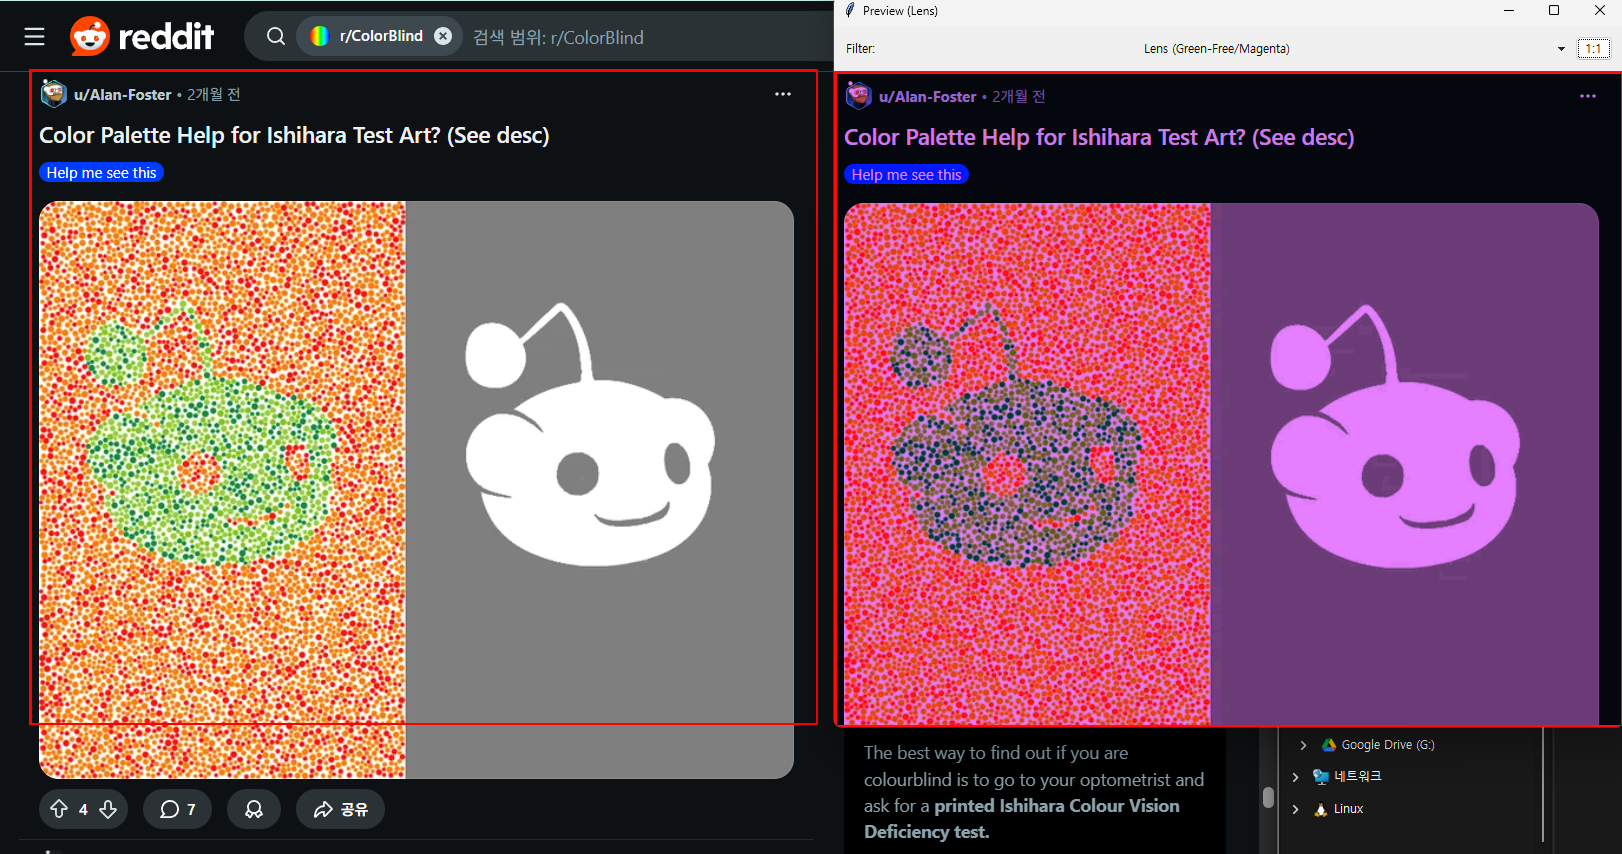 reddit
r/ColorBlind
검색 범위: r/ColorBlind
u/Alan-Foster • 2개월 전
Color Palette Help for Ishihara Test Art? (See desc)
Help me see this
4
7
공유
Preview (Lens)
Filter:
Lens (Green-Free/Magenta)
1:1
u/Alan-Foster • 2개월 전
Color Palette Help for Ishihara Test Art? (See desc)
Help me see this
The best way to find out if you are
colourblind is to go to your optometrist and
ask for a printed Ishihara Colour Vision
Deficiency test.
Google Drive (G:)
네트워크
Linux